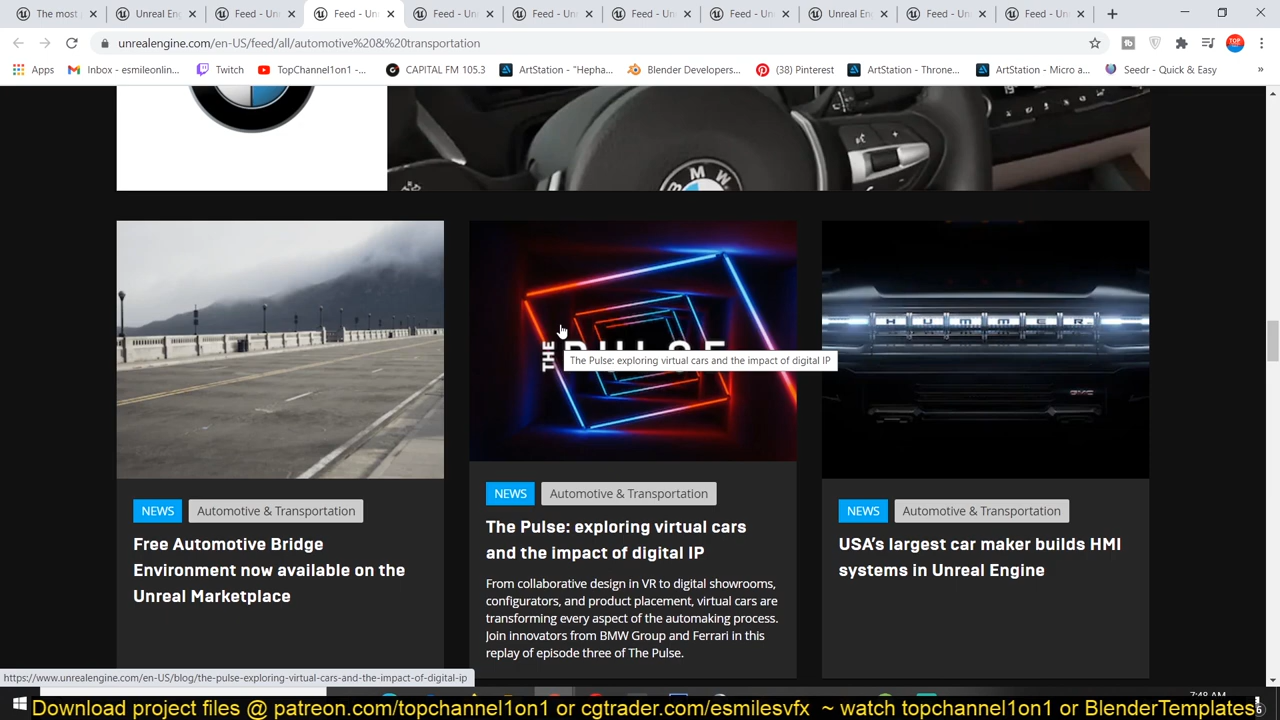 The most
Unreal En
Feed - Un
Feed - Un
Feed - Un
Feed - Un
Feed - Un
Feed - Un
Unreal En
Feed - Un
Feed - Un
unrealengine.com/en-US/feed/all/automotive%20&%20transportation
Apps
Inbox - esmileonlin...
Twitch
TopChannel1on1 -...
CAPITAL FM 105.3
ArtStation - "Hepha...
Blender Developers...
(38) Pinterest
ArtStation - Throne...
ArtStation - Micro a...
Seedr - Quick & Easy
»
BMW
THE PULSE
The Pulse: exploring virtual cars and the impact of digital IP
HUMMER
GMC
NEWS Automotive & Transportation
Free Automotive Bridge
Environment now available on the
Unreal Marketplace
NEWS Automotive & Transportation
The Pulse: exploring virtual cars
and the impact of digital IP
From collaborative design in VR to digital showrooms,
configurators, and product placement, virtual cars are
transforming every aspect of the automaking process.
Join innovators from BMW Group and Ferrari in this
replay of episode three of The Pulse.
NEWS Automotive & Transportation
USA’s largest car maker builds HMI
systems in Unreal Engine
https://www.unrealengine.com/en-US/blog/the-pulse-exploring-virtual-cars-and-the-impact-of-digital-ip
7:48 AM
Download project files @ patreon.com/topchannel1on1 or cgtrader.com/esmilesvfx ~ watch topchannel1on1 or BlenderTemplates